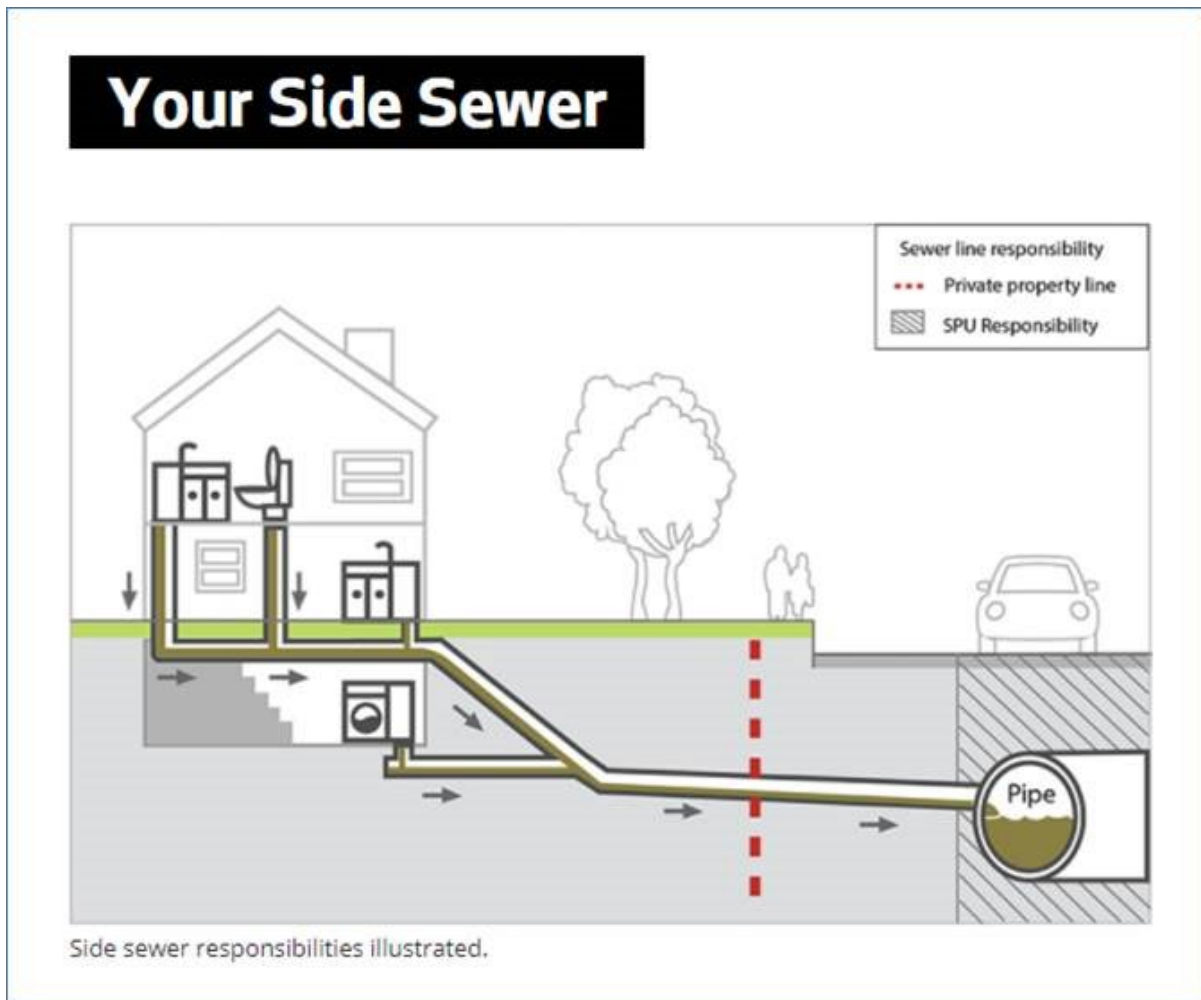 Your Side Sewer
Sewer line responsibility
Private property line
SPU Responsibility
Pipe
Side sewer responsibilities illustrated.